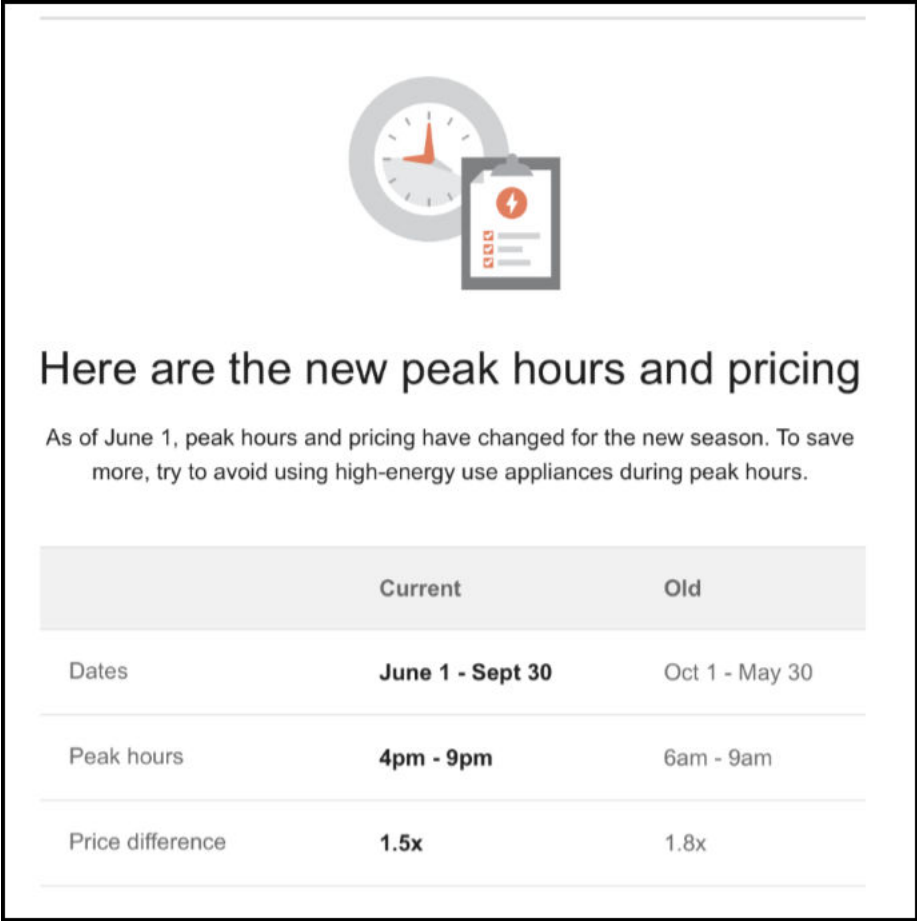 Here are the new peak hours and pricing
As of June 1, peak hours and pricing have changed for the new season. To save
more, try to avoid using high-energy use appliances during peak hours.
Current Old
Dates June 1 - Sept 30 Oct 1 - May 30
Peak hours 4pm - 9pm 6am - 9am
Price difference 1.5x 1.8x